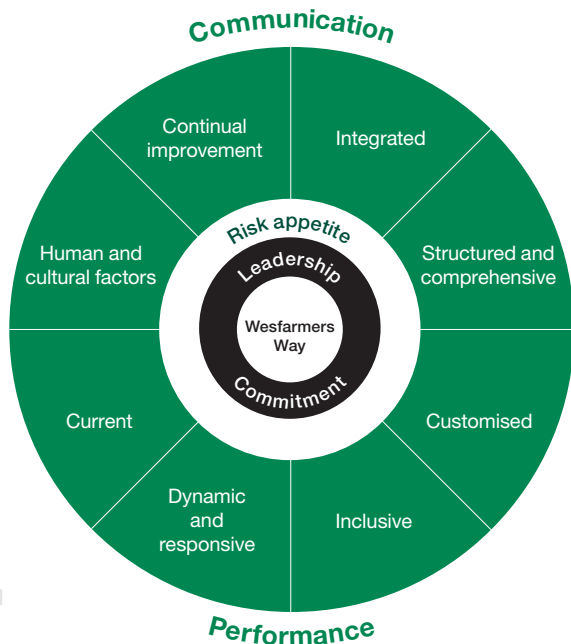 Communication
Continual
improvement
Integrated
Human and
cultural factors
Risk appetite
Leadership
Structured and
comprehensive
Wesfarmers
Way
Commitment
Current
Customised
Dynamic
and
responsive
Inclusive
Performance